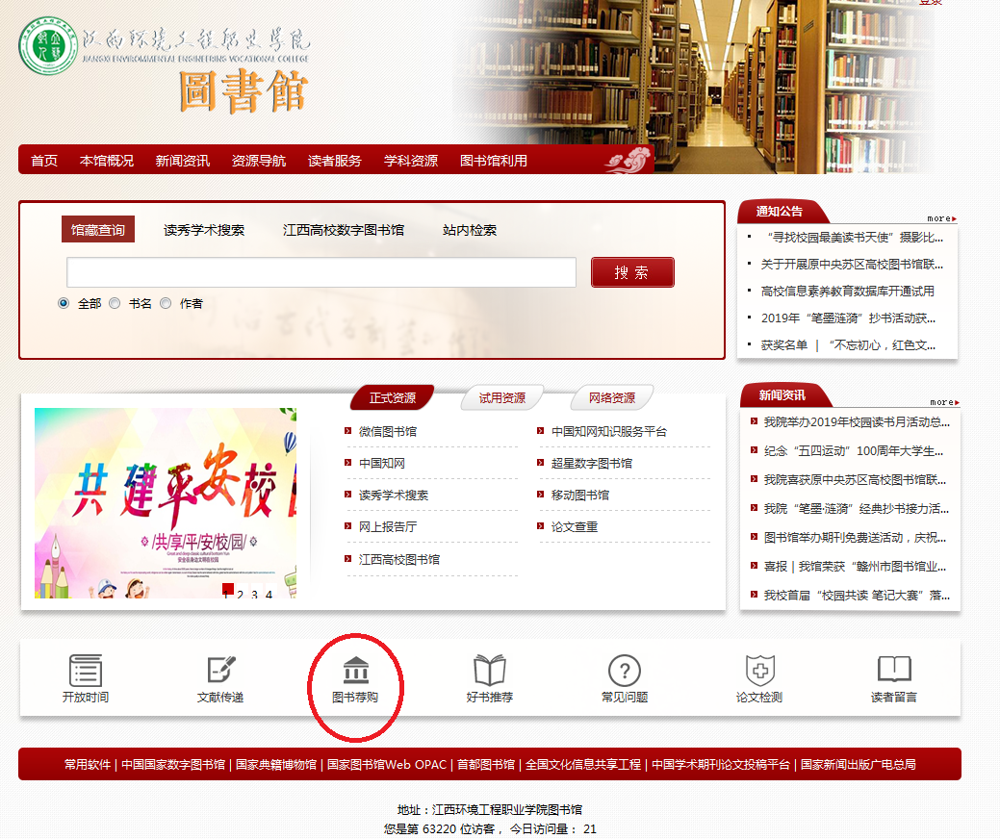 登录
江西环境工程职业学院
JIANGXI ENVIRONMENTAL ENGINEERING VOCATIONAL COLLEGE
圖書館
首页 本馆概况 新闻资讯 资源导航 读者服务 学科资源 图书馆利用
馆藏查询 读秀学术搜索 江西高校数字图书馆 站内检索
搜 索
全部 书名 作者
通知公告
more
“寻找校园最美读书天使”摄影比...
关于开展原中央苏区高校图书馆联...
高校信息素养教育数据库开通试用
2019年“笔墨涟漪”抄书活动获...
获奖名单 | “不忘初心，红色文...
正式资源 试用资源 网络资源
微信图书馆 中国知网知识服务平台
中国知网 超星数字图书馆
读秀学术搜索 移动图书馆
网上报告厅 论文查重
江西高校图书馆
共建平安校园
/共/享/平/安/校/园/
安全在身边文明在校园
1 2 3 4
新闻资讯
more
我院举办2019年校园读书月活动总...
纪念“五四运动”100周年大学生...
我院喜获原中央苏区高校图书馆联...
我院“笔墨·涟漪”经典抄书接力活...
图书馆举办期刊免费送活动，庆祝...
喜报 | 我馆荣获“赣州市图书馆业...
我校首届“校园共读 笔记大赛”落...
开放时间 文献传递 图书荐购 好书推荐 常见问题 论文检测 读者留言
常用软件 | 中国国家数字图书馆 | 国家典籍博物馆 | 国家图书馆Web OPAC | 首都图书馆 | 全国文化信息共享工程 | 中国学术期刊论文投稿平台 | 国家新闻出版广电总局
地址：江西环境工程职业学院图书馆
您是第 63220 位访客， 今日访问量： 21